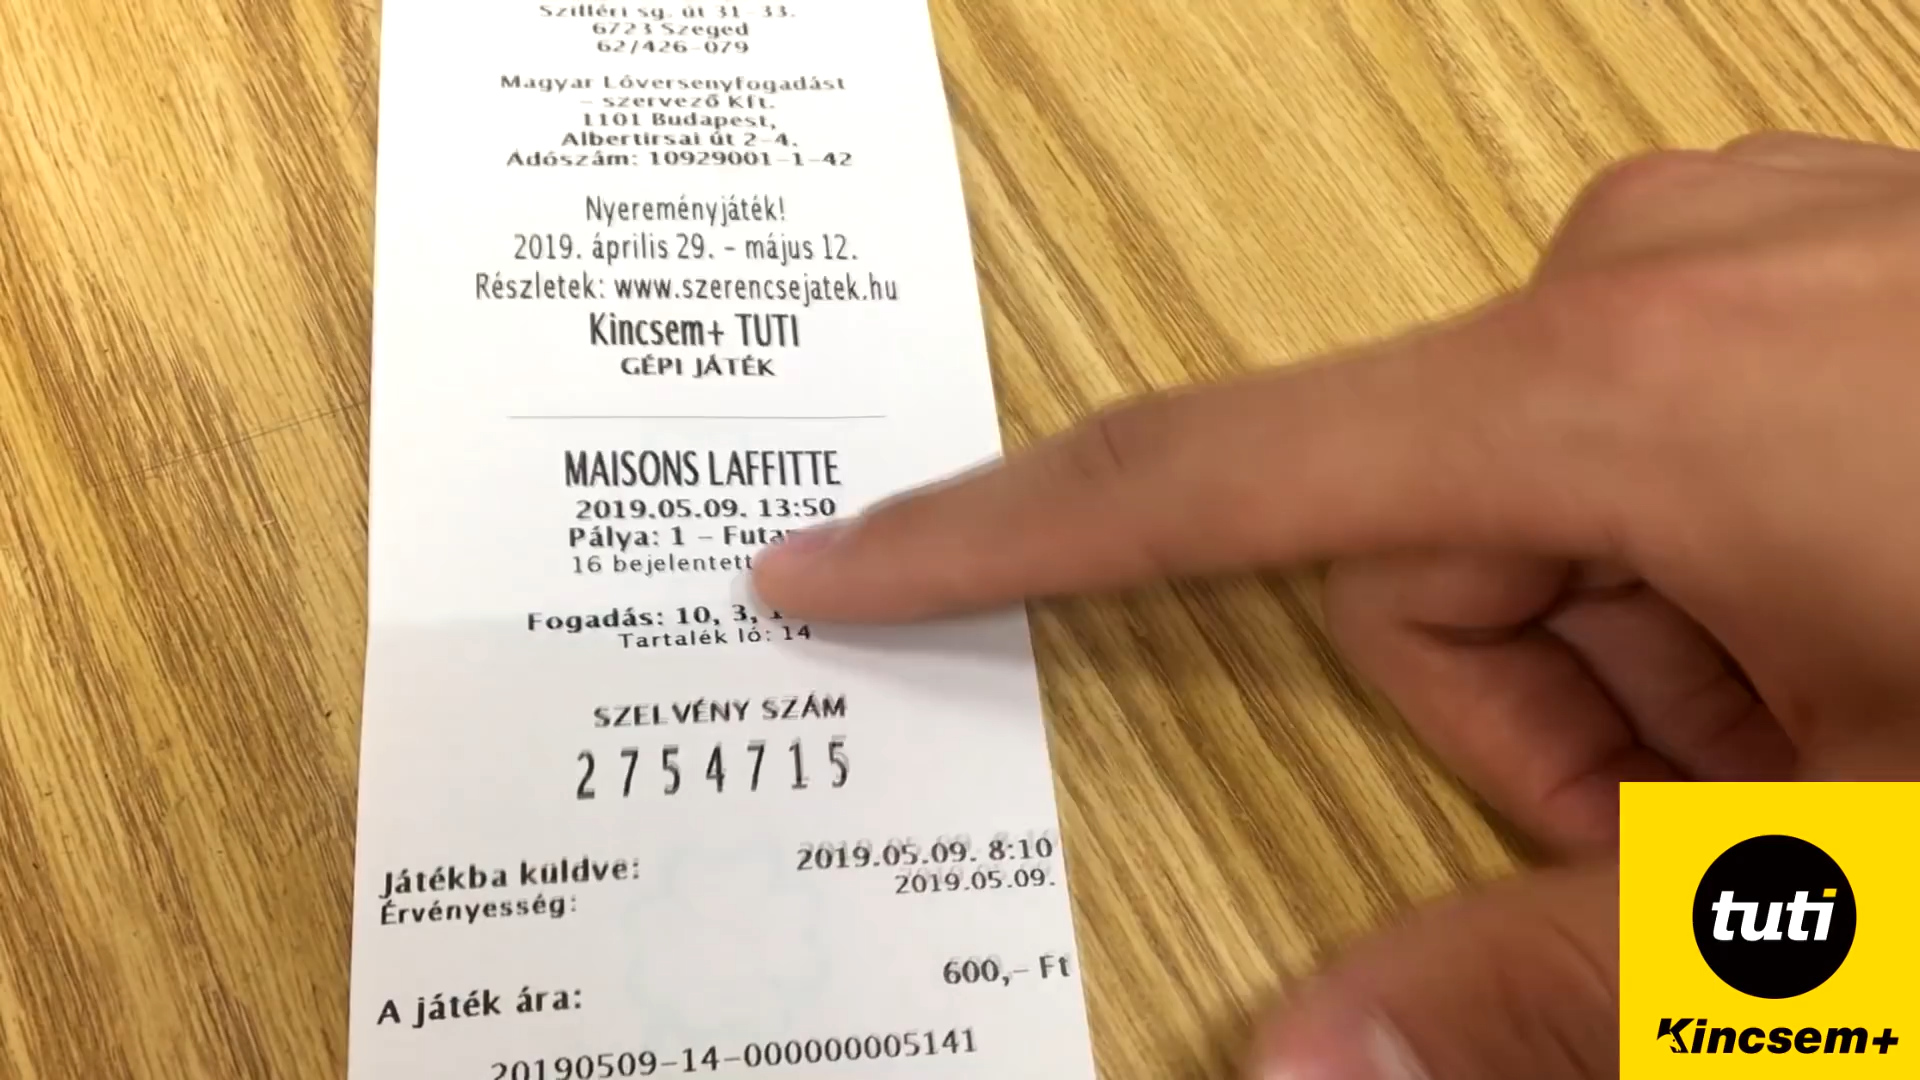 Szilléri sg. út 31-33.
6723 Szeged
62/426-079
Magyar Lóversenyfogadást
- szervező Kft.
1101 Budapest,
Albertirsai út 2-4.
Adószám: 10929001-1-42
Nyereményjáték!
2019. április 29. - május 12.
Részletek: www.szerencsejatek.hu
Kincsem+ TUTI
GÉPI JÁTÉK
MAISONS LAFFITTE
2019.05.09. 13:50
Pálya: 1 -
16 bejelentett
Fogadás: 10, 3,
Tartalék ló: 14
SZELVÉNY SZÁM
2754715
Játékba küldve: 2019.05.09. 8:10
Érvényesség: 2019.05.09.
A játék ára: 600,- Ft
20190509-14-000000005141
tuti
Kincsem+